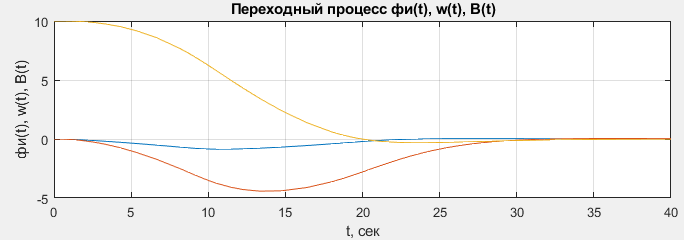 Переходный процесс фи(t), w(t), B(t)
фи(t), w(t), B(t)
10
5
0
-5
0 5 10 15 20 25 30 35 40
t, сек